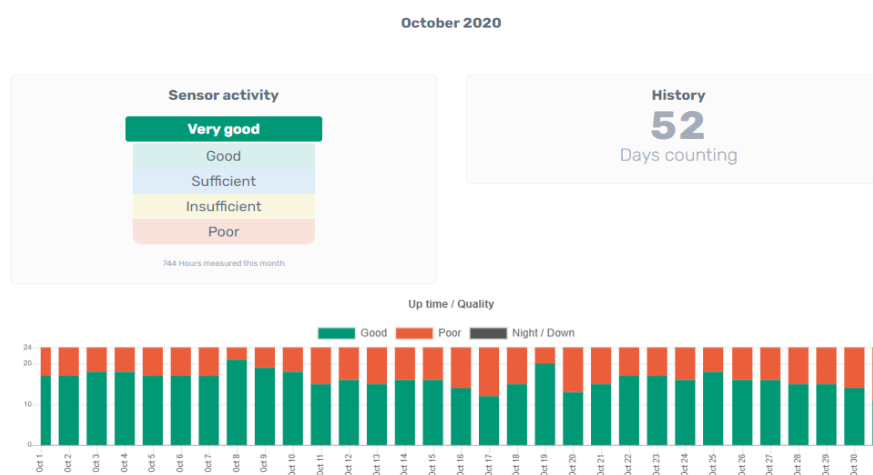 October 2020
Sensor activity
Very good
Good
Sufficient
Insufficient
Poor
744 Hours measured this month
History
52
Days counting
Up time / Quality
Good Poor Night / Down
24
20
10
0
Oct 1 Oct 2 Oct 3 Oct 4 Oct 5 Oct 6 Oct 7 Oct 8 Oct 9 Oct 10 Oct 11 Oct 12 Oct 13 Oct 14 Oct 15 Oct 16 Oct 17 Oct 18 Oct 19 Oct 20 Oct 21 Oct 22 Oct 23 Oct 24 Oct 25 Oct 26 Oct 27 Oct 28 Oct 29 Oct 30